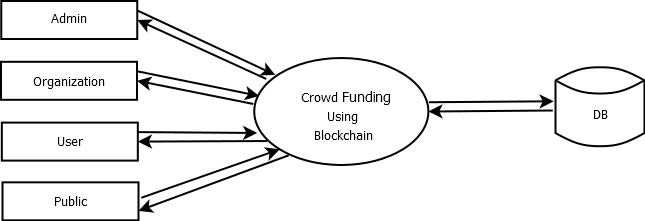 Admin
Organization
User
Public
Crowd Funding
Using
Blockchain
DB